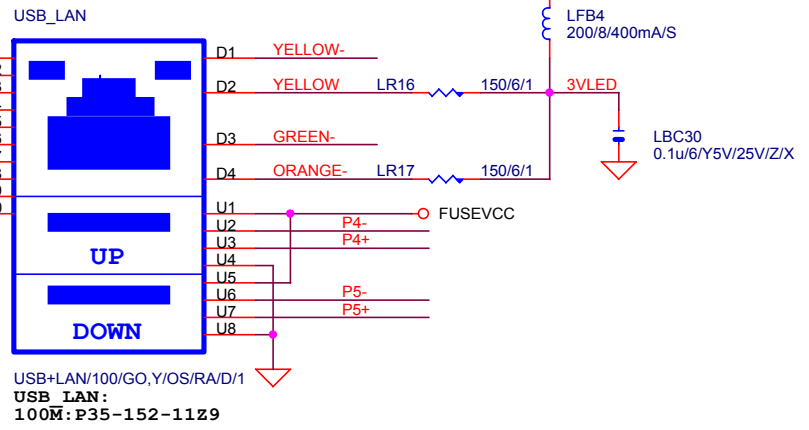 USB_LAN
LFB4
200/8/400mA/S
D1 YELLOW-
D2 YELLOW LR16 150/6/1 3VLED
LBC30
0.1u/6/Y5V/25V/Z/X
D3 GREEN-
D4 ORANGE- LR17 150/6/1
U1 FUSEVCC
U2 P4-
U3 P4+
UP
U4
U5
U6 P5-
U7 P5+
DOWN
U8
USB+LAN/100/GO,Y/OS/RA/D/1
USB_LAN:
100M:P35-152-11Z9